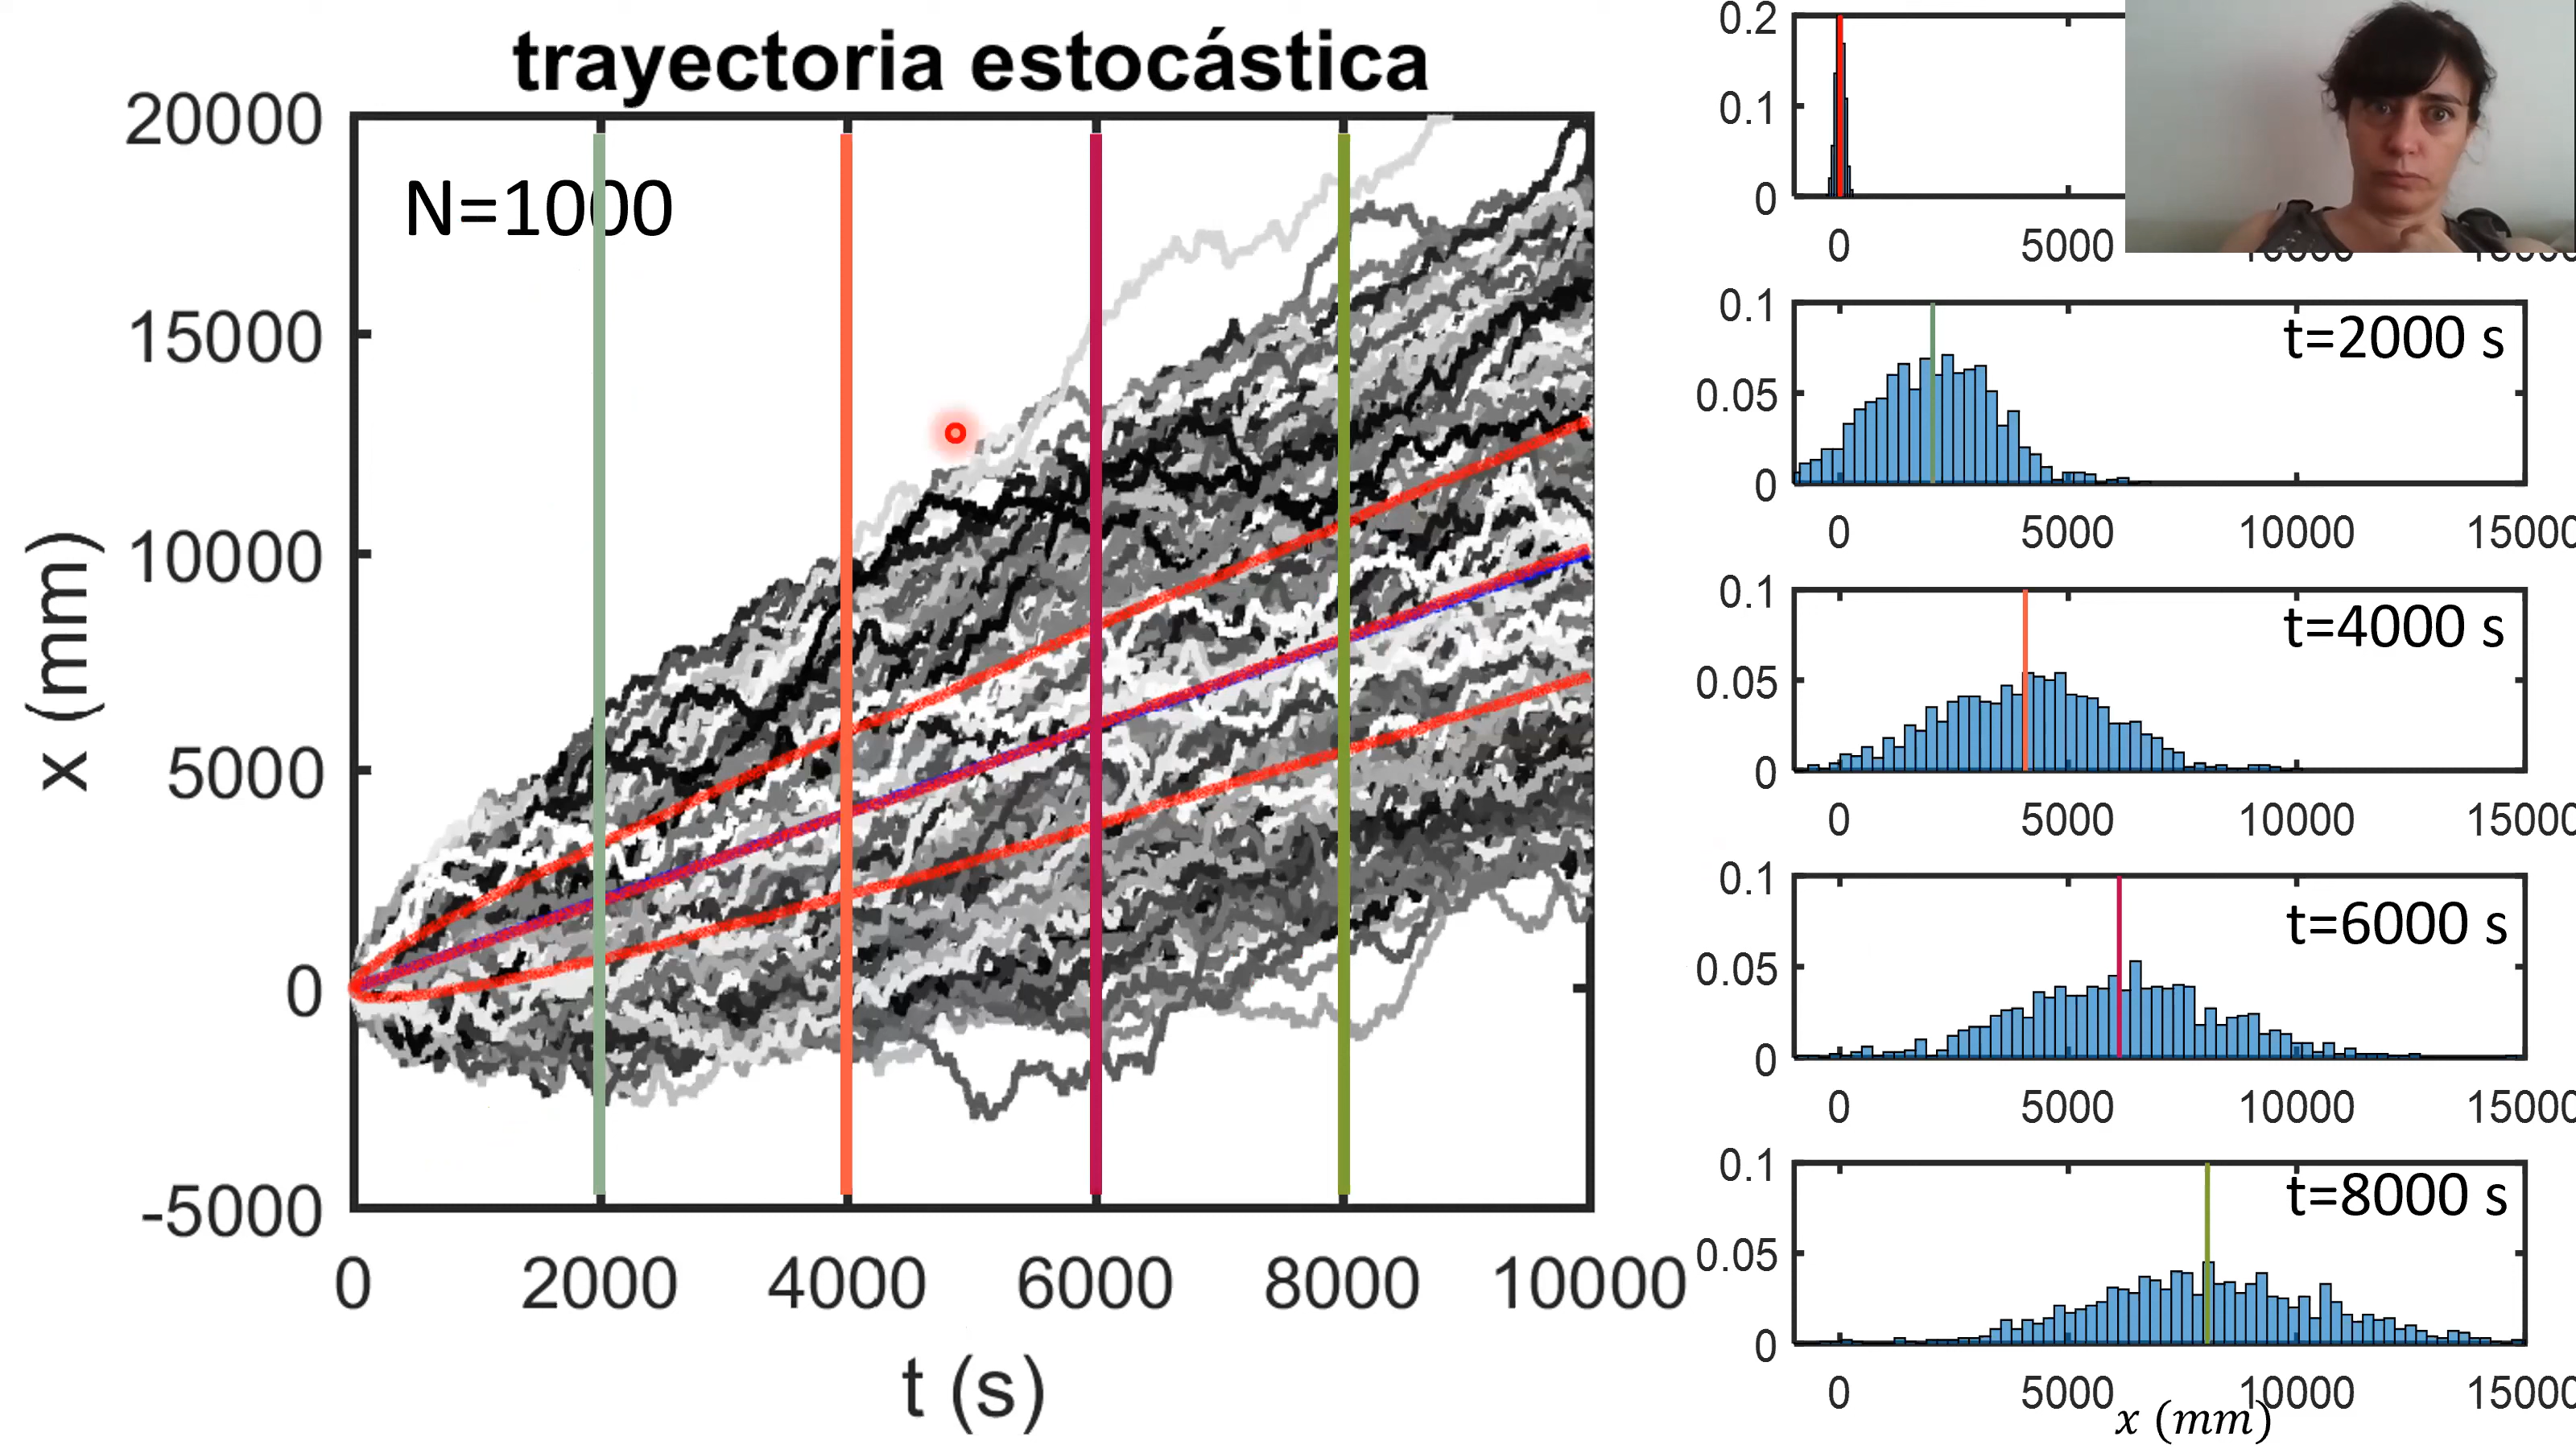 trayectoria estocástica
N=1000
x (mm)
20000
15000
10000
5000
0
-5000
0 2000 4000 6000 8000 10000
t (s)
0.2
0.1
0
0 5000
0.1
0.05
0
t=2000 s
0 5000 10000 15000
0.1
0.05
0
t=4000 s
0 5000 10000 15000
0.1
0.05
0
t=6000 s
0 5000 10000 15000
0.1
0.05
0
t=8000 s
0 5000 10000 15000
x (mm)